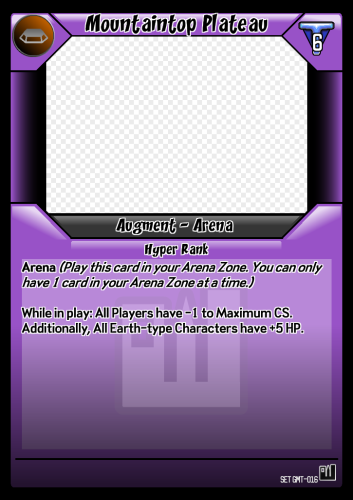 Mountaintop Plateau
6
Augment - Arena
Hyper Rank
Arena (Play this card in your Arena Zone. You can only
have 1 card in your Arena Zone at a time.)
While in play: All Players have -1 to Maximum CS.
Additionally, All Earth-type Characters have +5 HP.
SET GMT-016